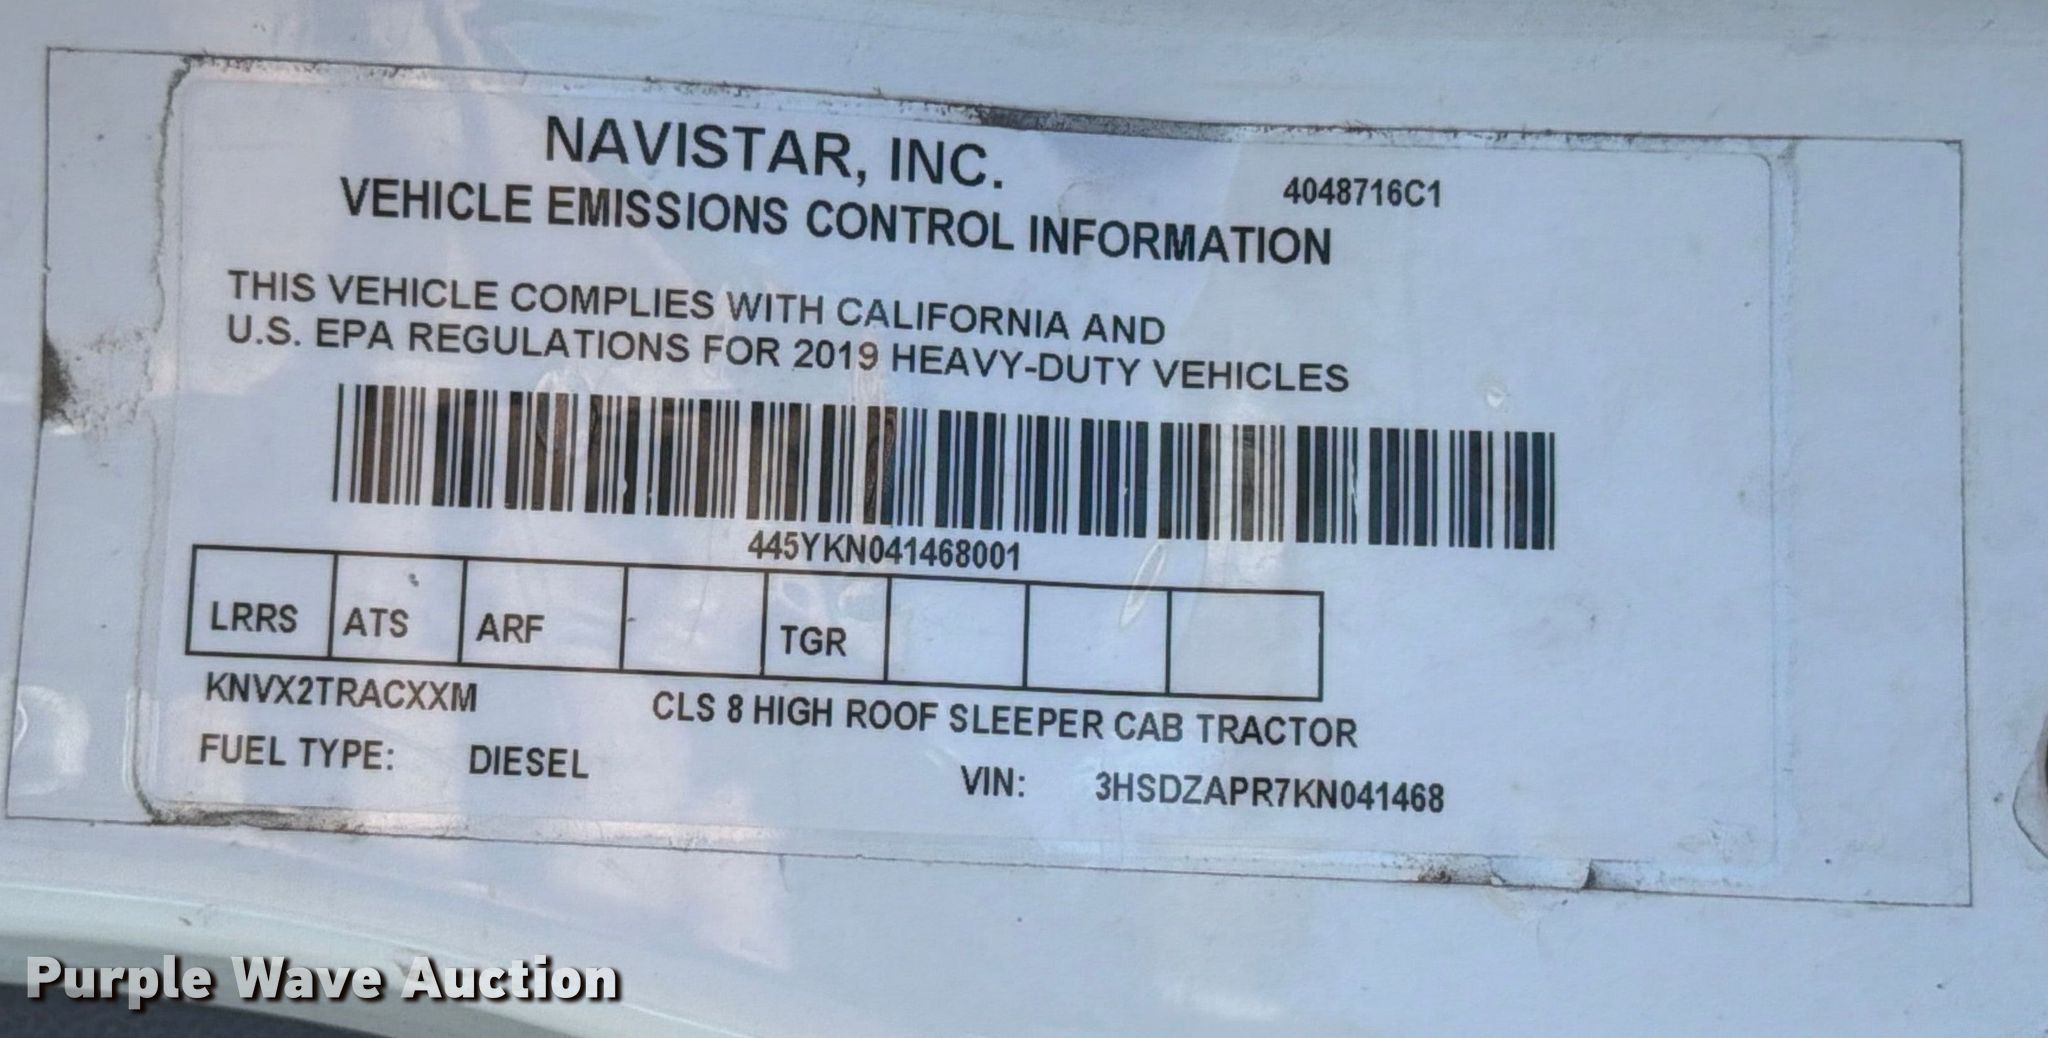 NAVISTAR, INC.
4048716C1
VEHICLE EMISSIONS CONTROL INFORMATION
THIS VEHICLE COMPLIES WITH CALIFORNIA AND
U.S. EPA REGULATIONS FOR 2019 HEAVY-DUTY VEHICLES
445YKN041468001
LRRS ATS ARF TGR
KNVX2TRACXXM CLS 8 HIGH ROOF SLEEPER CAB TRACTOR
FUEL TYPE: DIESEL
VIN: 3HSDZAPR7KN041468
Purple Wave Auction